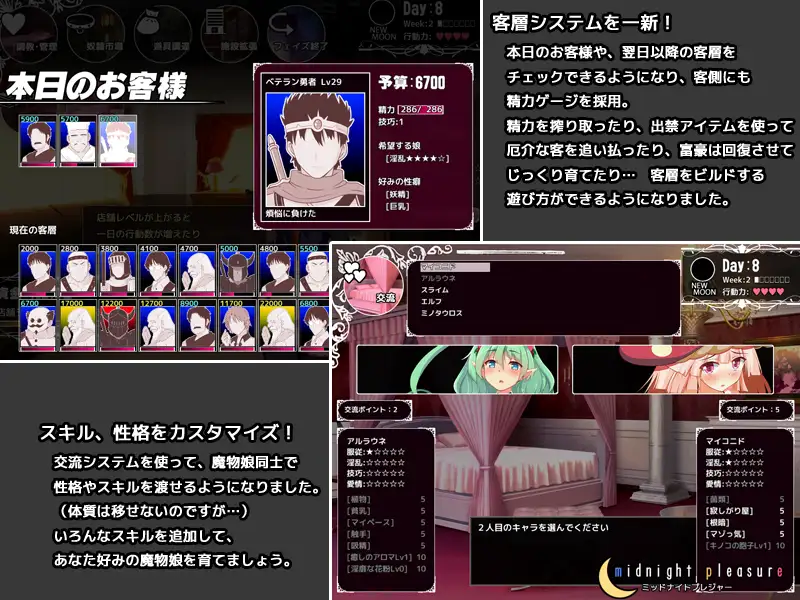 調教・管理
奴隷市場
道具調達
施設拡張
フェイズ終了
NEW
MOON
Day:8
Week:2
行動力:♥♥♥♥
本日のお客様
5900
5700
6700
ベテラン勇者 Lv29
煩悩に負けた
予算:6700
精力 286/ 286
技巧:1
希望する娘
[淫乱★★★★☆]
好みの性癖
[妖精]
[巨乳]
店舗レベルが上がると
一日の行動数が増えたり
現在の客層
2000
2800
3800
4100
4700
5000
4800
5500
6700
17000
12200
12700
8900
11700
22000
6800
客層システムを一新!
本日のお客様や、翌日以降の客層を
チェックできるようになり、客側にも
精力ゲージを採用。
精力を搾り取ったり、出禁アイテムを使って
厄介な客を追い払ったり、富豪は回復させて
じっくり育てたり… 客層をビルドする
遊び方ができるようになりました。
交流
マイコニド
アルラウネ
スライム
エルフ
ミノタウロス
NEW
MOON
Day:8
Week:2
行動力:♥♥♥♥
交流ポイント:2
交流ポイント:5
アルラウネ
服従:★☆☆☆☆
淫乱:☆☆☆☆☆
技巧:☆☆☆☆☆
愛情:☆☆☆☆☆
[植物] 5
[貧乳] 5
[マイペース] 5
[触手] 5
[吸精] 5
[癒しのアロマLv1] 10
[淫靡な花粉Lv0] 10
マイコニド
服従:★☆☆☆☆
淫乱:★☆☆☆☆
技巧:☆☆☆☆☆
愛情:☆☆☆☆☆
[菌類] 5
[寂しがり屋] 5
[根暗] 5
[マゾっ気] 5
[キノコの胞子Lv1] 10
2人目のキャラを選んでください
スキル、性格をカスタマイズ!
交流システムを使って、魔物娘同士で
性格やスキルを渡せるようになりました。
(体質は移せないのですが…)
いろんなスキルを追加して、
あなた好みの魔物娘を育てましょう。
midnight pleasure
ミッドナイトプレジャー